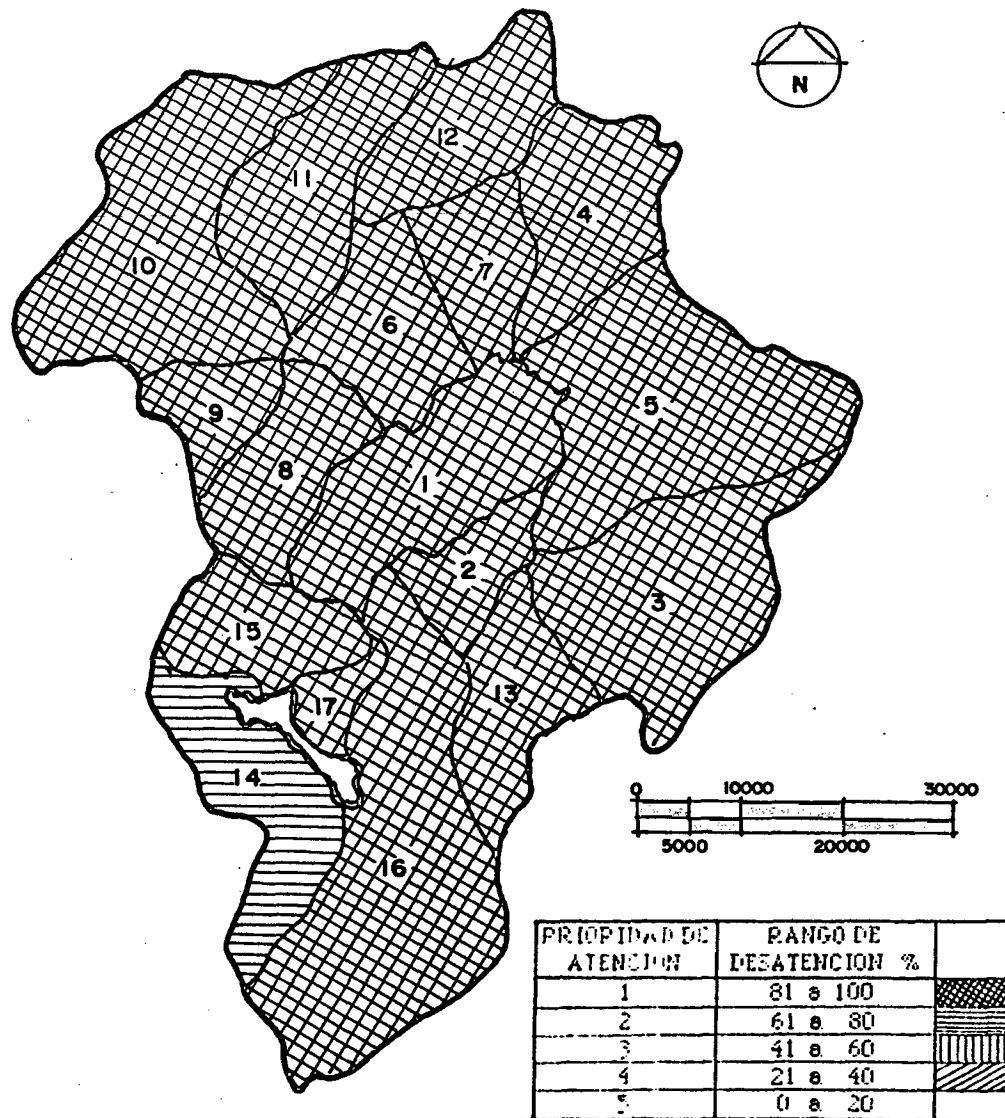 N
12
11
4
7
10
6
5
9
8
1
2
3
15
13
17
14
16
0 10000 30000
5000 20000
PRIORIDAD DE ATENCION RANGO DE DESATENCION %
1 81 a 100
2 61 a 80
3 41 a 60
4 21 a 40
5 0 a 20